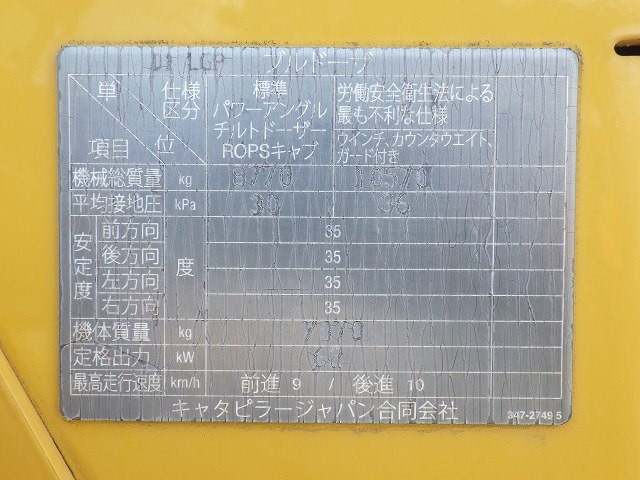 ブルドーザ
単位
項目
仕様区分
標準
パワーアングル
チルトドーザー
ROPSキャブ
労働安全衛生法による
最も不利な仕様
ウインチ、カウンタウエイト、
ガード付き
機械総質量 kg 8770 10570
平均接地圧 kPa 30 36
安定度 度
前方向 35
後方向 35
左方向 35
右方向 35
機体質量 kg
定格出力 kW
最高走行速度 km/h 前進 9 / 後進 10
キャタピラージャパン合同会社
347-2749 5